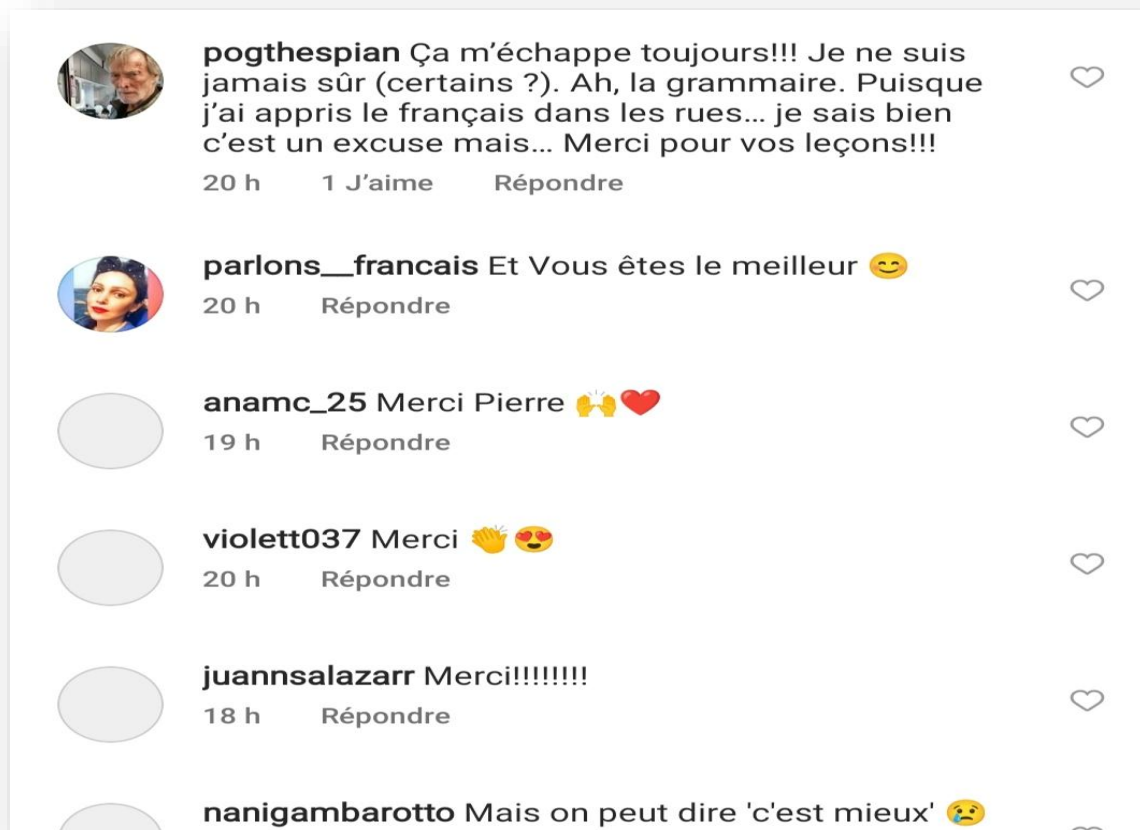 pogthespian Ça m’échappe toujours!!! Je ne suis
jamais sûr (certains ?). Ah, la grammaire. Puisque
j’ai appris le français dans les rues... je sais bien
c’est un excuse mais... Merci pour vos leçons!!!
20 h 1 J’aime Répondre
parlons__francais Et Vous êtes le meilleur 😊
20 h Répondre
anamc_25 Merci Pierre 🙌❤️
19 h Répondre
violett037 Merci 👏😍
20 h Répondre
juannsalazarr Merci!!!!!!!!
18 h Répondre
nanigambarotto Mais on peut dire 'c'est mieux' 😢